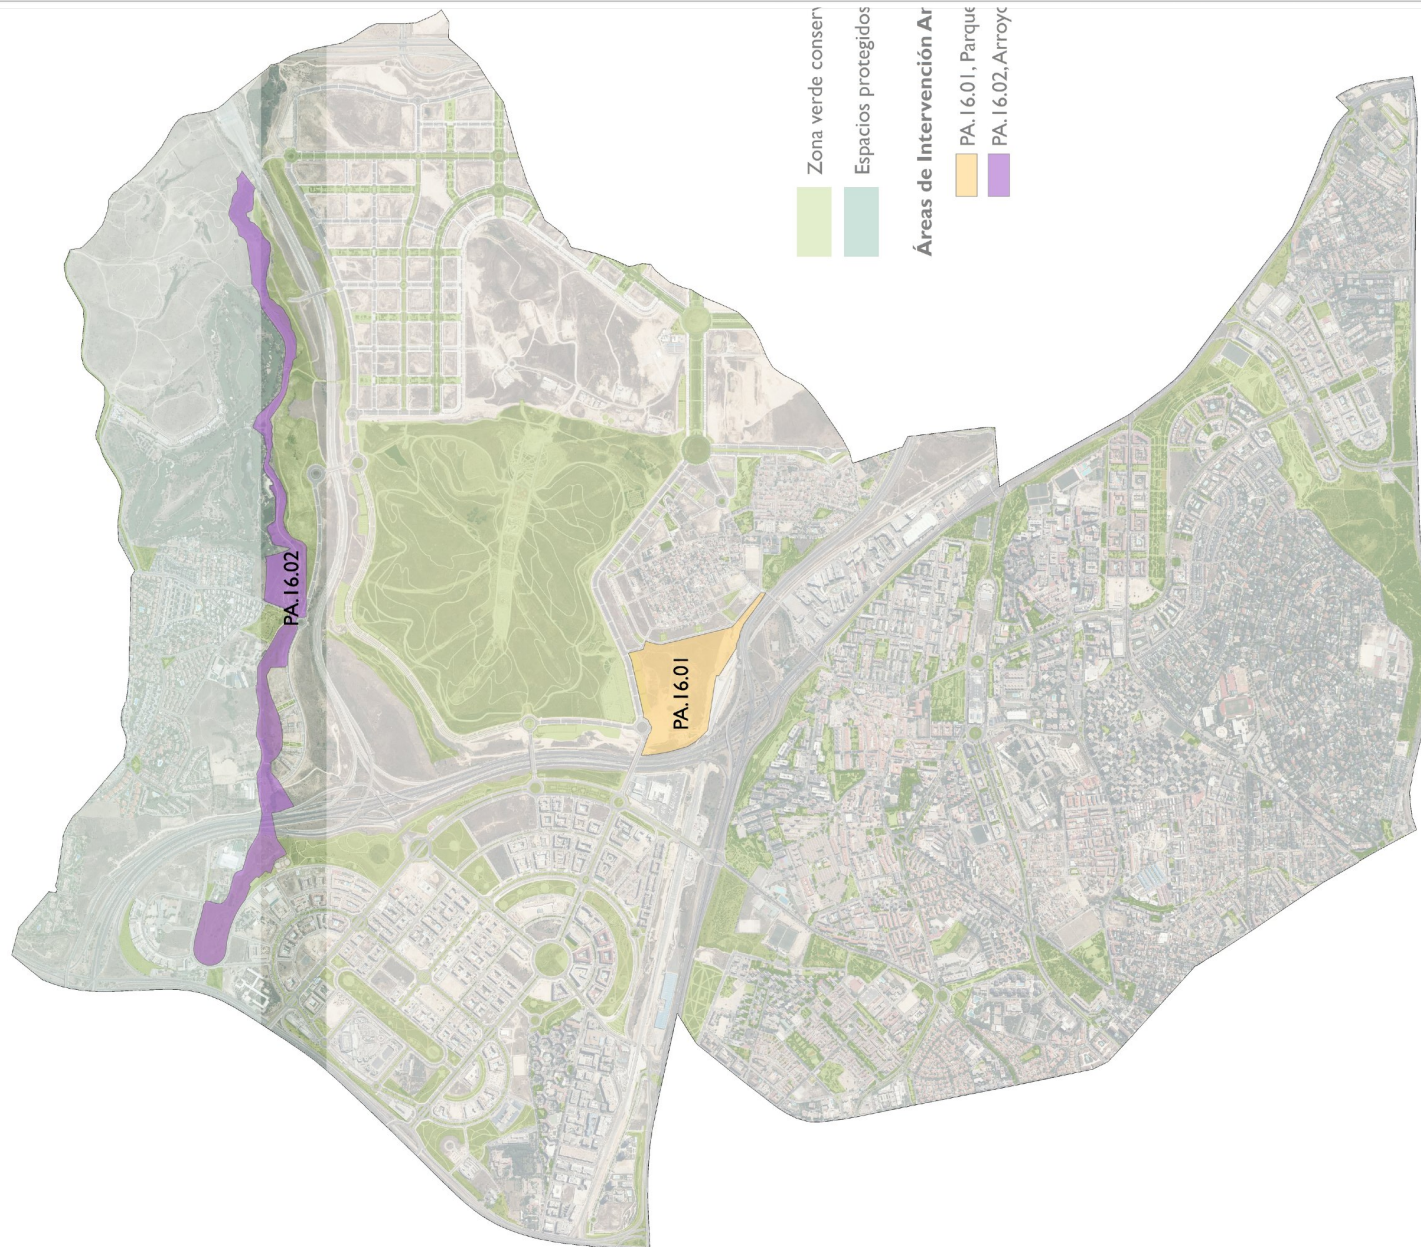 Zona verde conserv
Espacios protegidos
Áreas de Intervención Ar
PA.16.01, Parque
PA.16.02, Arroyo
PA.16.02
PA.16.01